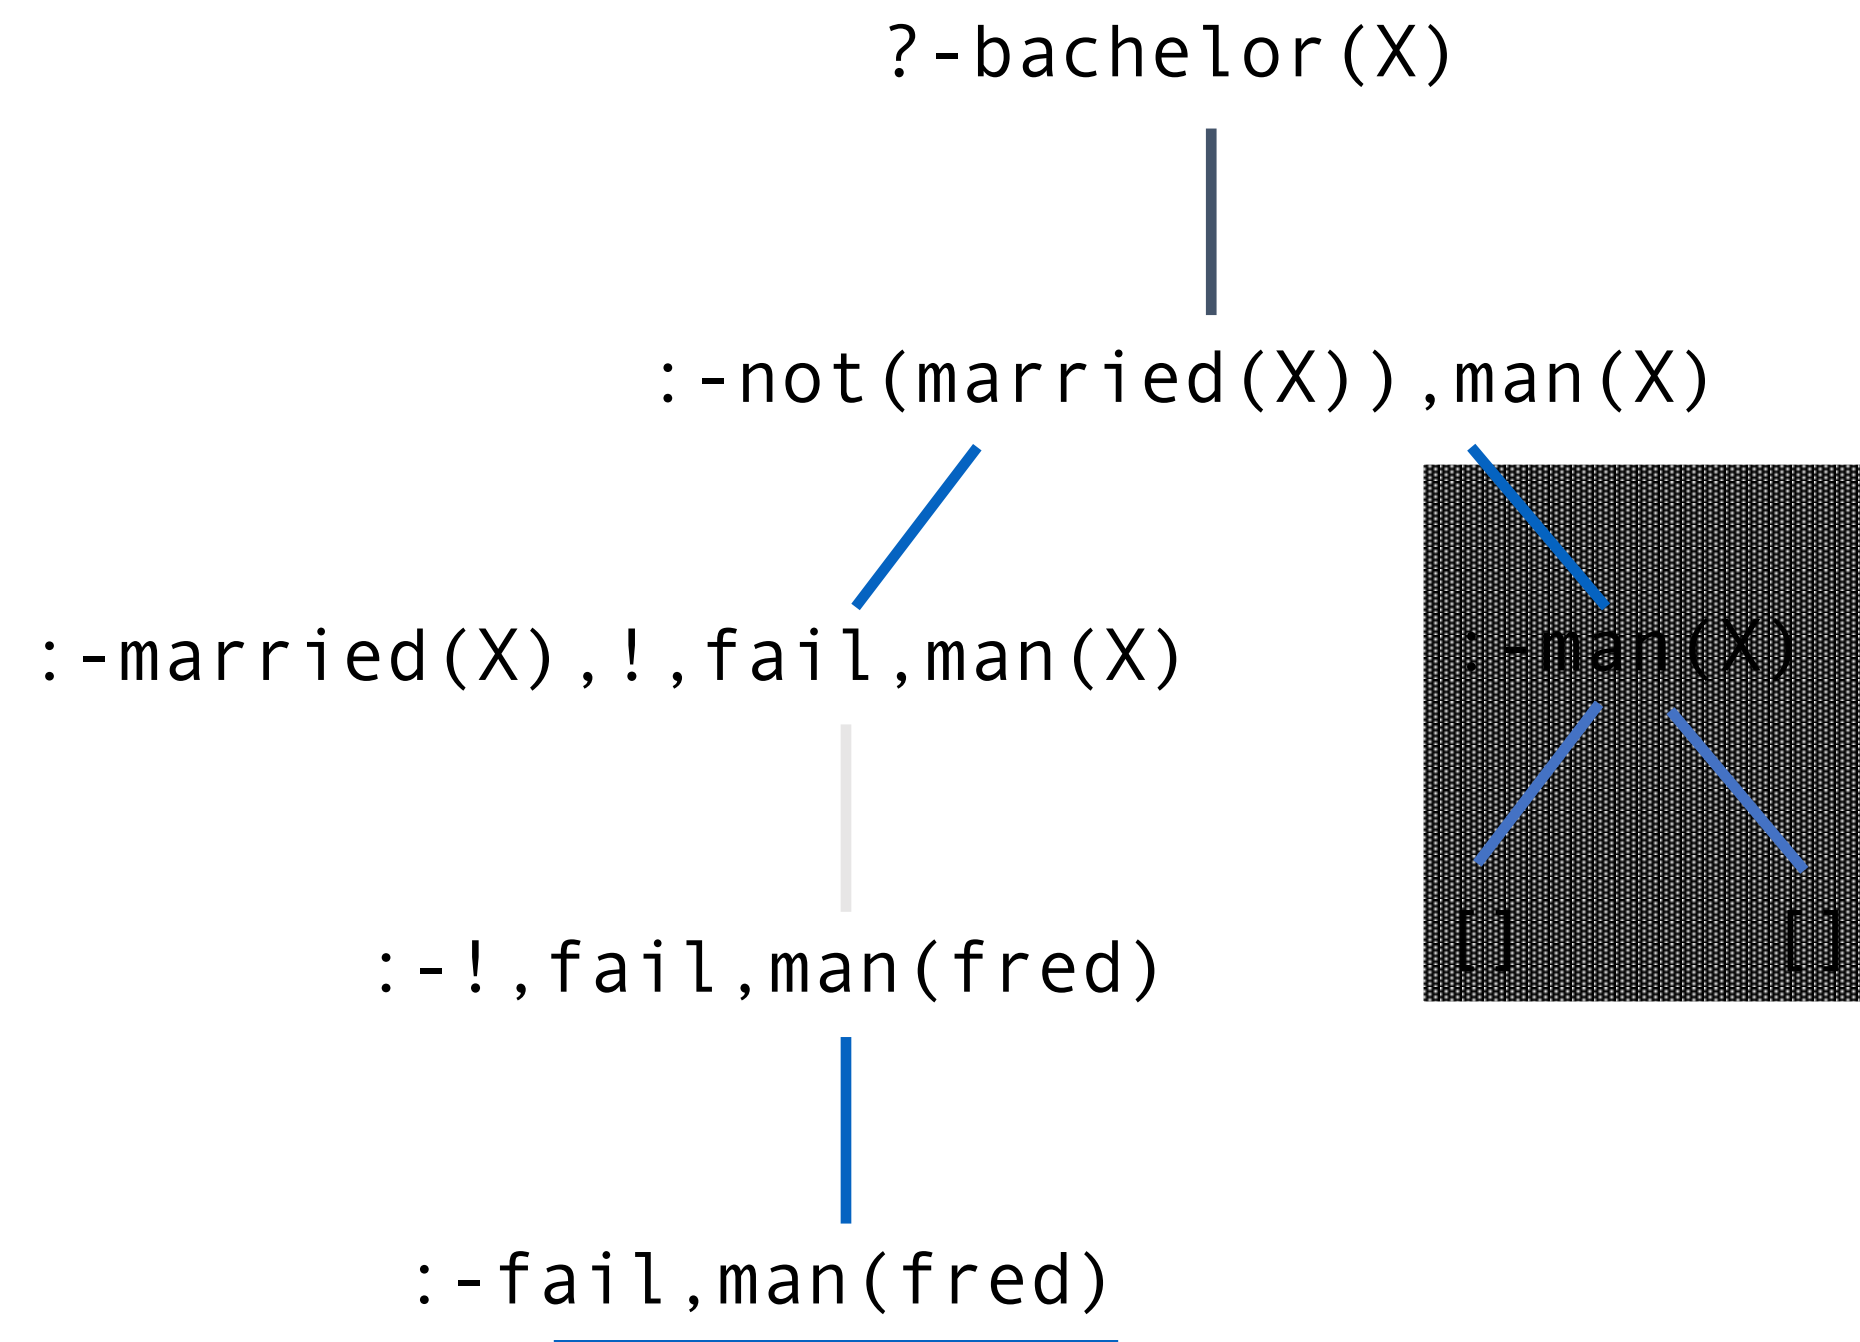 ?-bachelor(X)
:-not(married(X)),man(X)
:-married(X),!,fail,man(X)
:-man(X)
:-!,fail,man(fred)
[] []
:-fail,man(fred)